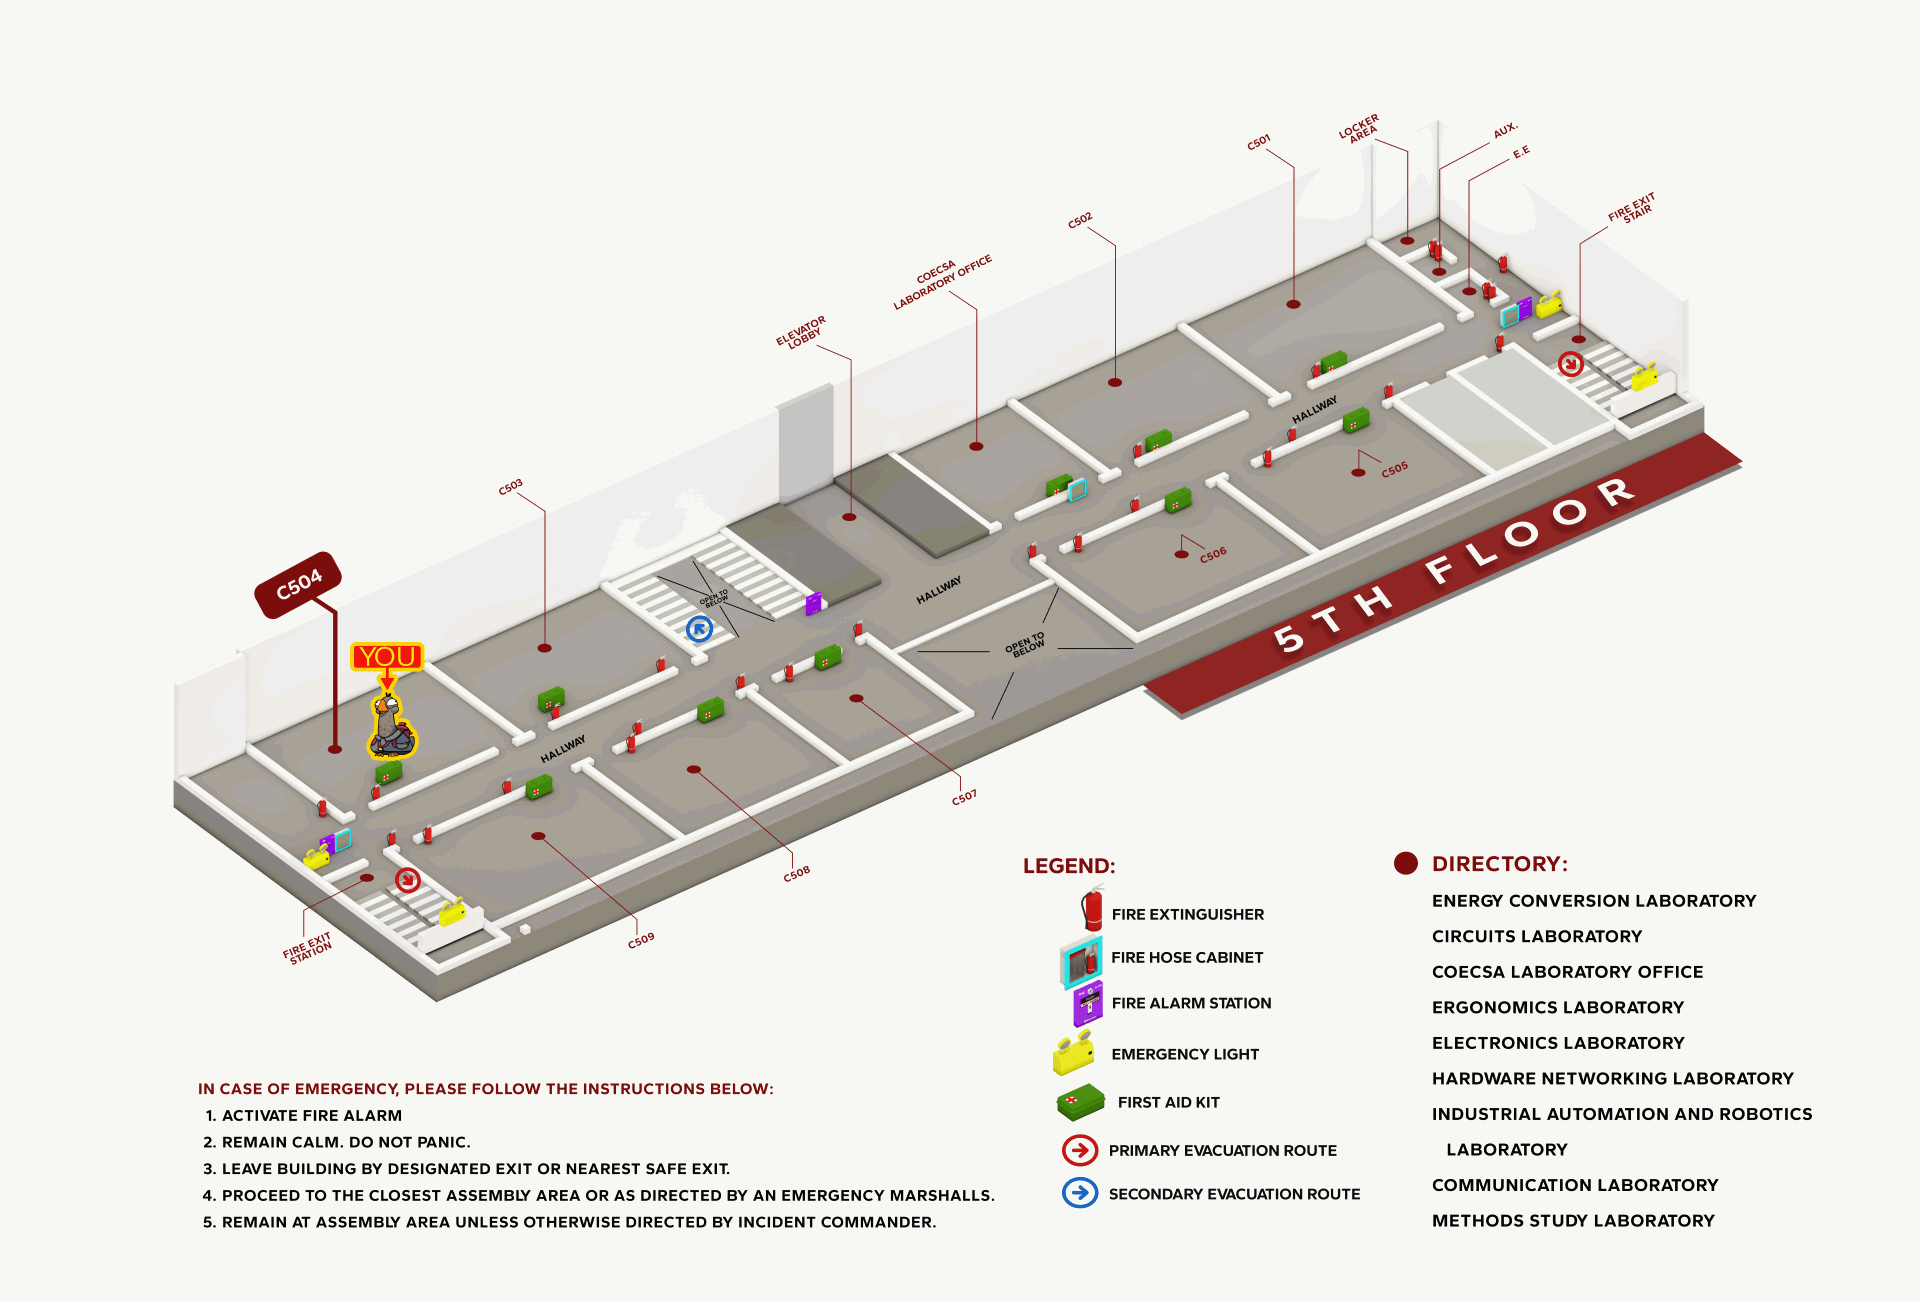 LOCKER
AREA
AUX.
E.E
C501
FIRE EXIT
STAIR
C502
COECSA
LABORATORY OFFICE
ELEVATOR
LOBBY
C503
C504
YOU
HALLWAY
C505
C506
5TH FLOOR
OPEN TO
BELOW
HALLWAY
OPEN TO
BELOW
HALLWAY
C507
C508
C509
FIRE EXIT
STATION
LEGEND:
FIRE EXTINGUISHER
FIRE HOSE CABINET
FIRE ALARM STATION
EMERGENCY LIGHT
FIRST AID KIT
PRIMARY EVACUATION ROUTE
SECONDARY EVACUATION ROUTE
DIRECTORY:
ENERGY CONVERSION LABORATORY
CIRCUITS LABORATORY
COECSA LABORATORY OFFICE
ERGONOMICS LABORATORY
ELECTRONICS LABORATORY
HARDWARE NETWORKING LABORATORY
INDUSTRIAL AUTOMATION AND ROBOTICS
LABORATORY
COMMUNICATION LABORATORY
METHODS STUDY LABORATORY
IN CASE OF EMERGENCY, PLEASE FOLLOW THE INSTRUCTIONS BELOW:
1. ACTIVATE FIRE ALARM
2. REMAIN CALM. DO NOT PANIC.
3. LEAVE BUILDING BY DESIGNATED EXIT OR NEAREST SAFE EXIT.
4. PROCEED TO THE CLOSEST ASSEMBLY AREA OR AS DIRECTED BY AN EMERGENCY MARSHALLS.
5. REMAIN AT ASSEMBLY AREA UNLESS OTHERWISE DIRECTED BY INCIDENT COMMANDER.